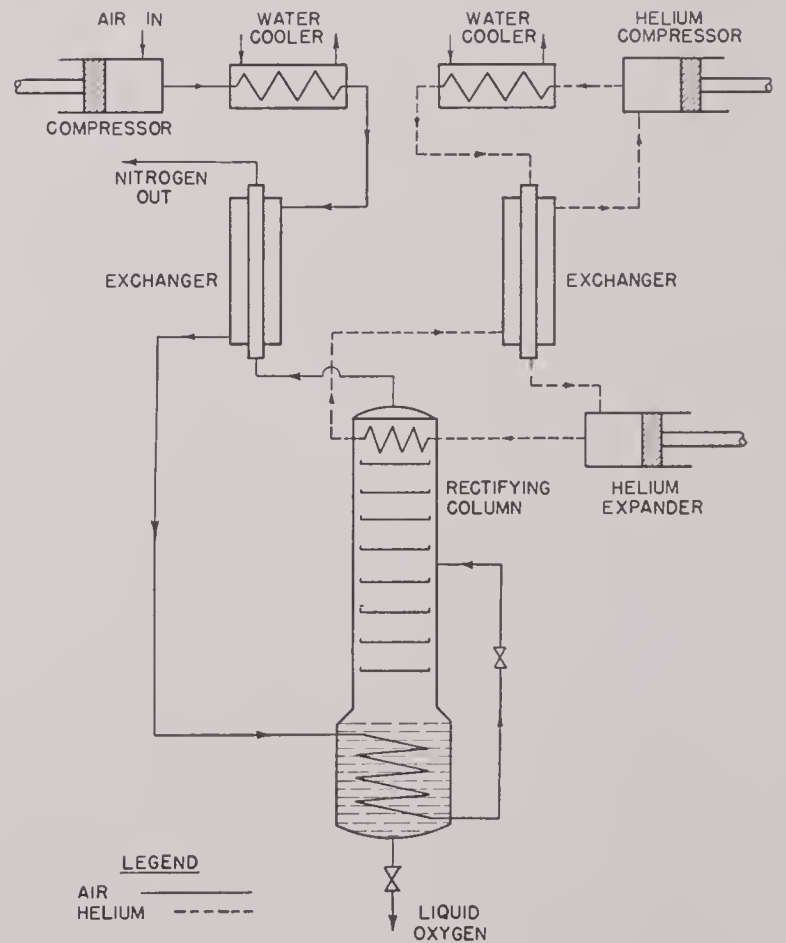 AIR IN
WATER
COOLER
WATER
COOLER
HELIUM
COMPRESSOR
COMPRESSOR
NITROGEN
OUT
EXCHANGER
EXCHANGER
RECTIFYING
COLUMN
HELIUM
EXPANDER
LEGEND
AIR
HELIUM
LIQUID
OXYGEN